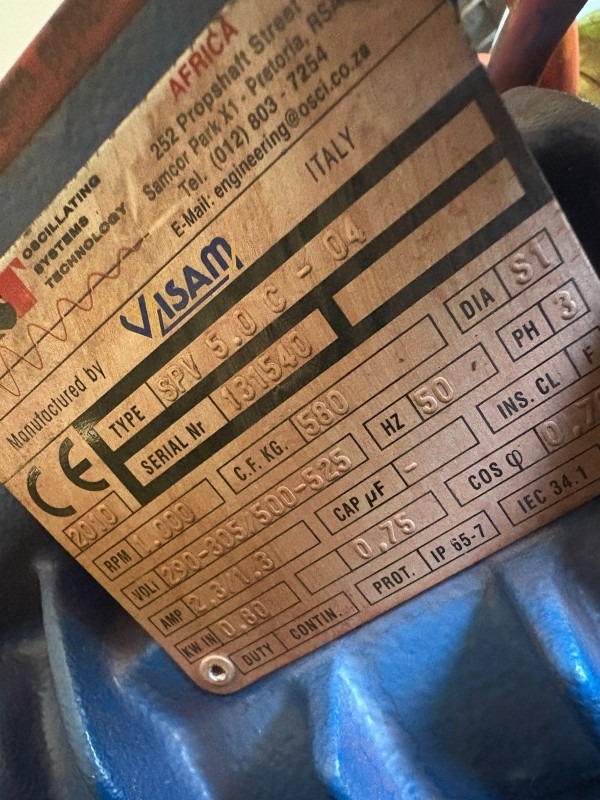 AFRICA
252 Propshaft Street
Samcor Park X1 - Pretoria, RSA
Tel. (012) 803 - 7254
E-Mail: engineering@osci.co.za
OSCILLATING
SYSTEMS
TECHNOLOGY
Manufactured by VISAM ITALY
CE
2010
TYPE SPV 5.0 C - 04
SERIAL Nr 131540
RPM 1.000 C.F. KG. 580 DIA S1
VOLT 290-305/500-525 HZ 50 PH 3
AMP 2.3/1.3 CAP µF - INS. CL. F
KW IN 0.60 0.75 COS φ
DUTY CONTIN. PROT. IP 65-7 IEC 34.1